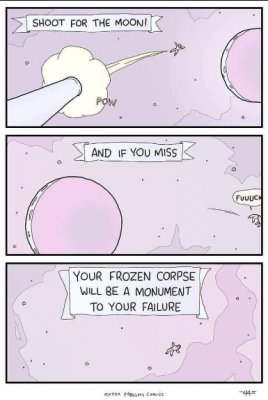 SHOOT FOR THE MOON!
POW
AND IF YOU MISS
FUUUCK
YOUR FROZEN CORPSE
WILL BE A MONUMENT
TO YOUR FAILURE
EXTRA FABULOUS COMICS